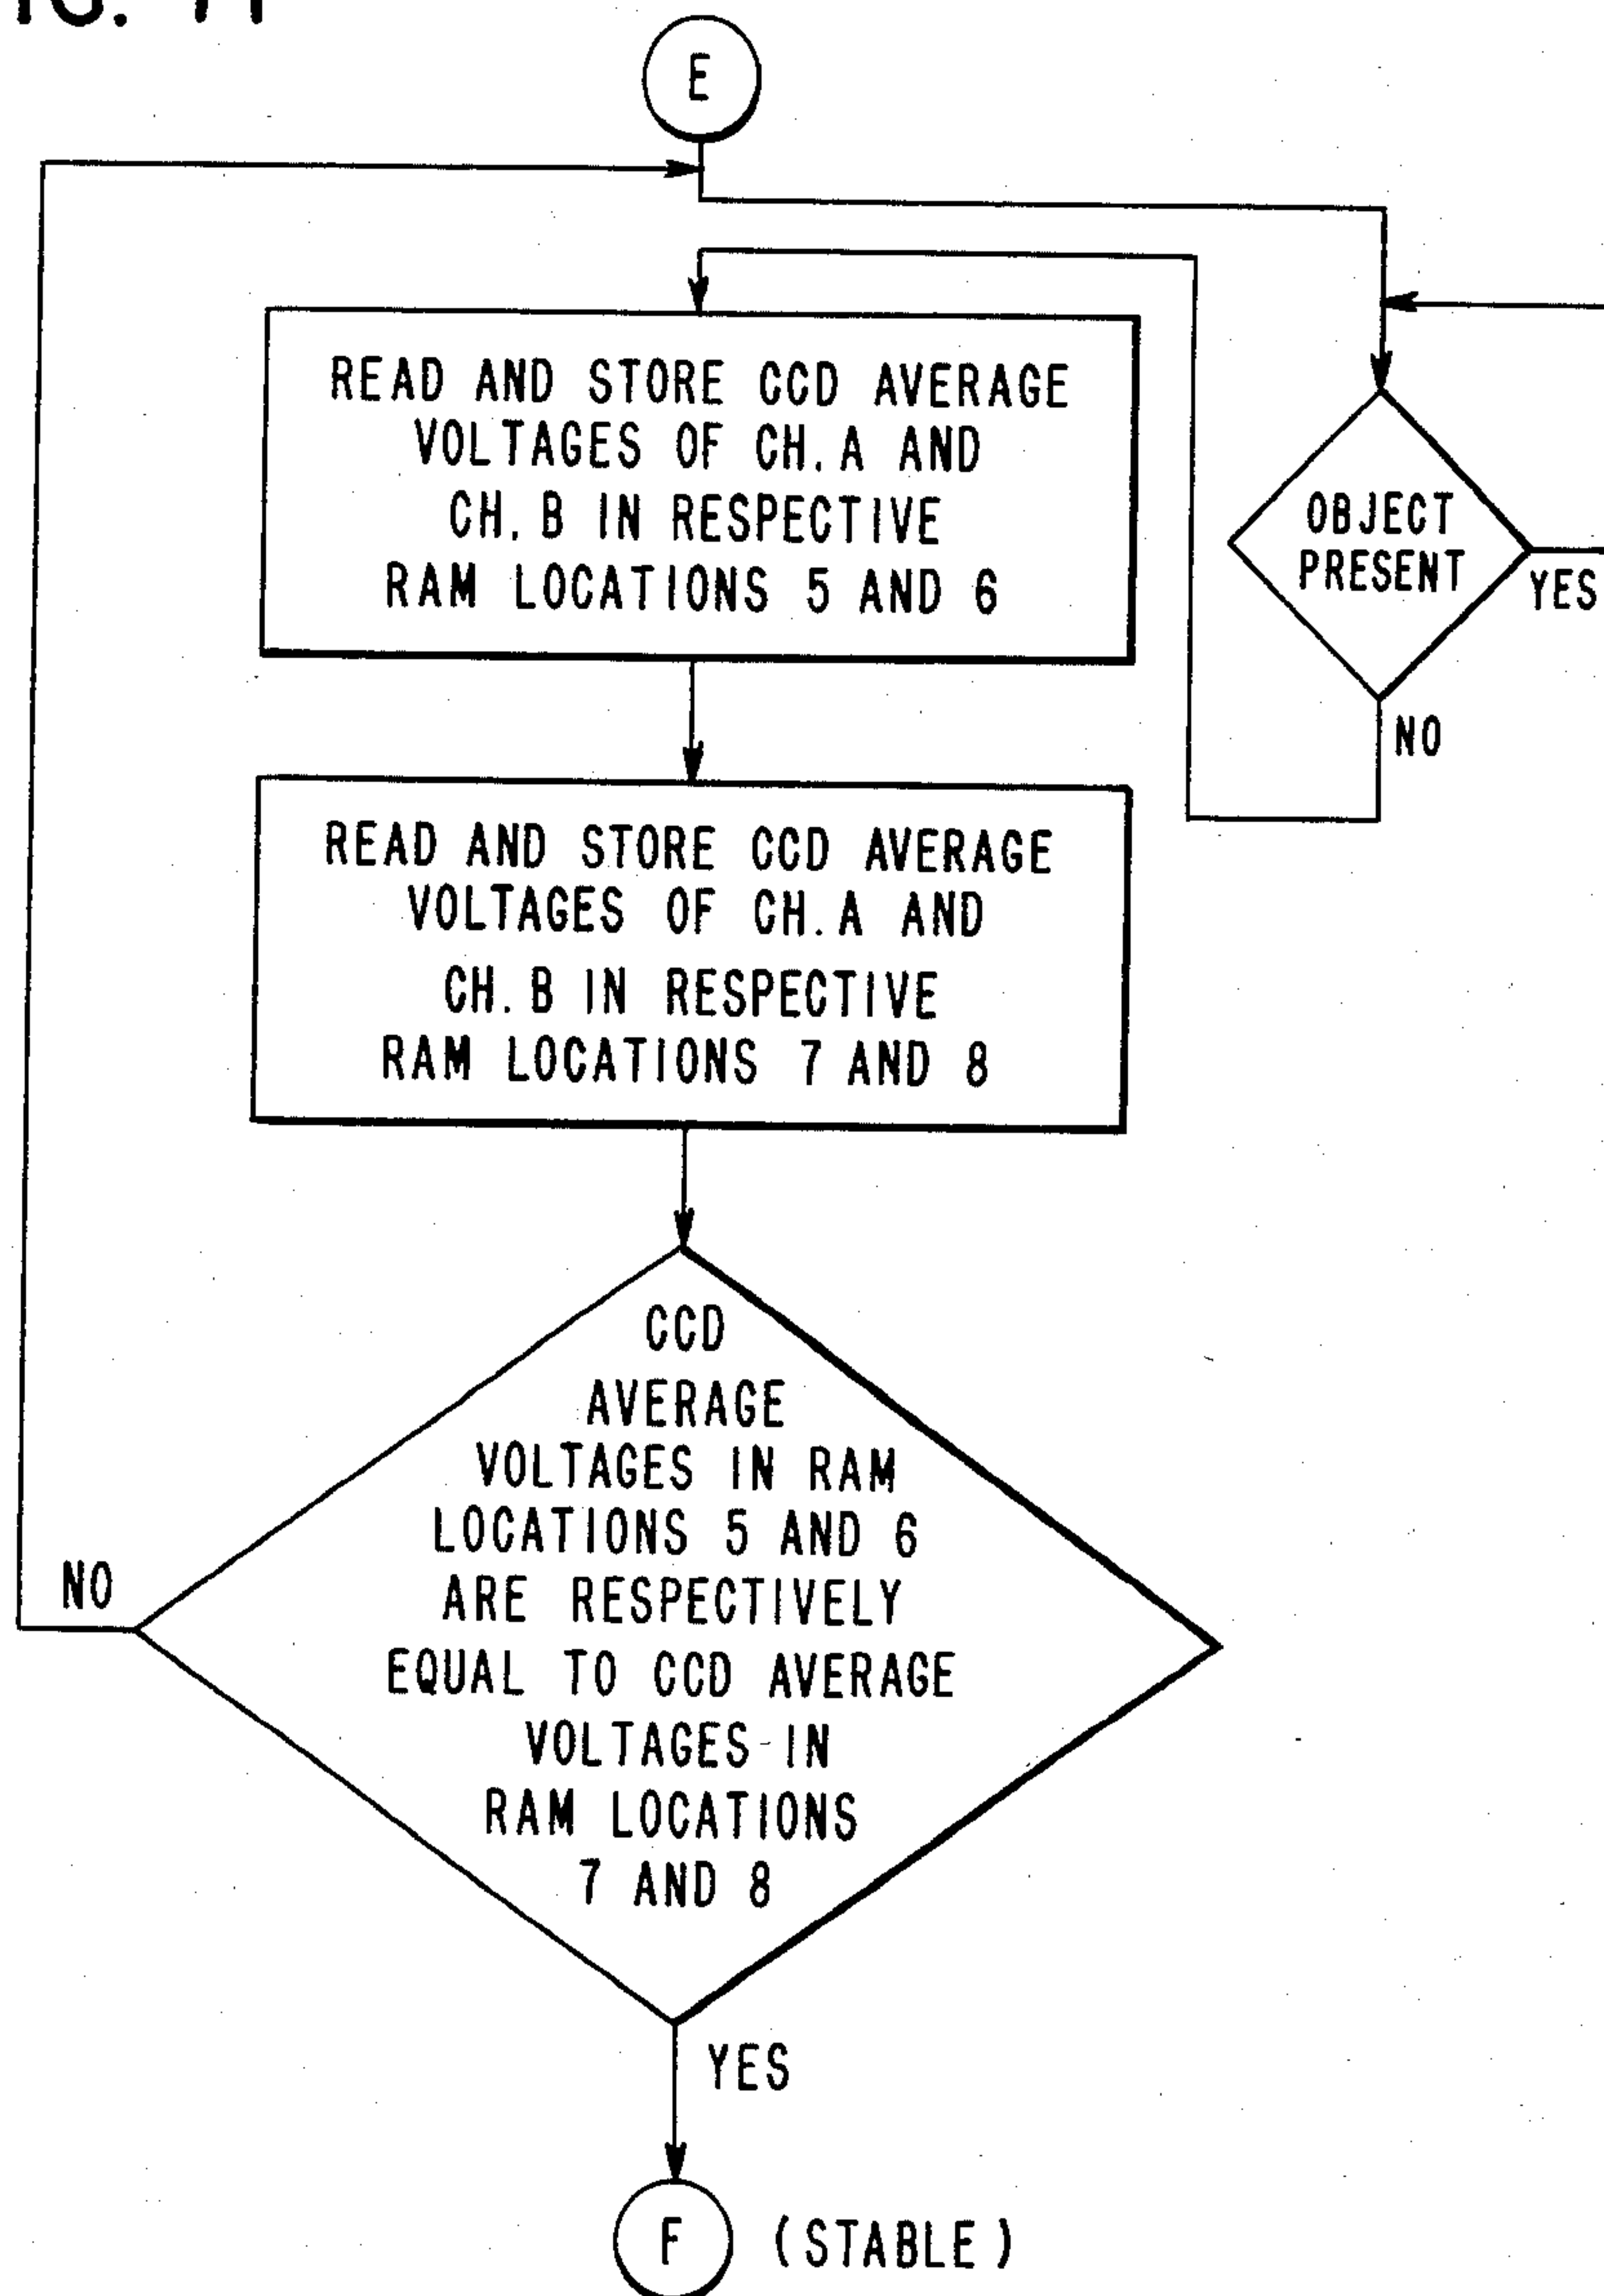 E
READ AND STORE CCD AVERAGE
VOLTAGES OF CH. A AND
CH. B IN RESPECTIVE
RAM LOCATIONS 5 AND 6
OBJECT
PRESENT
YES
NO
READ AND STORE CCD AVERAGE
VOLTAGES OF CH. A AND
CH. B IN RESPECTIVE
RAM LOCATIONS 7 AND 8
CCD
AVERAGE
VOLTAGES IN RAM
LOCATIONS 5 AND 6
ARE RESPECTIVELY
EQUAL TO CCD AVERAGE
VOLTAGES IN
RAM LOCATIONS
7 AND 8
NO
YES
F (STABLE)